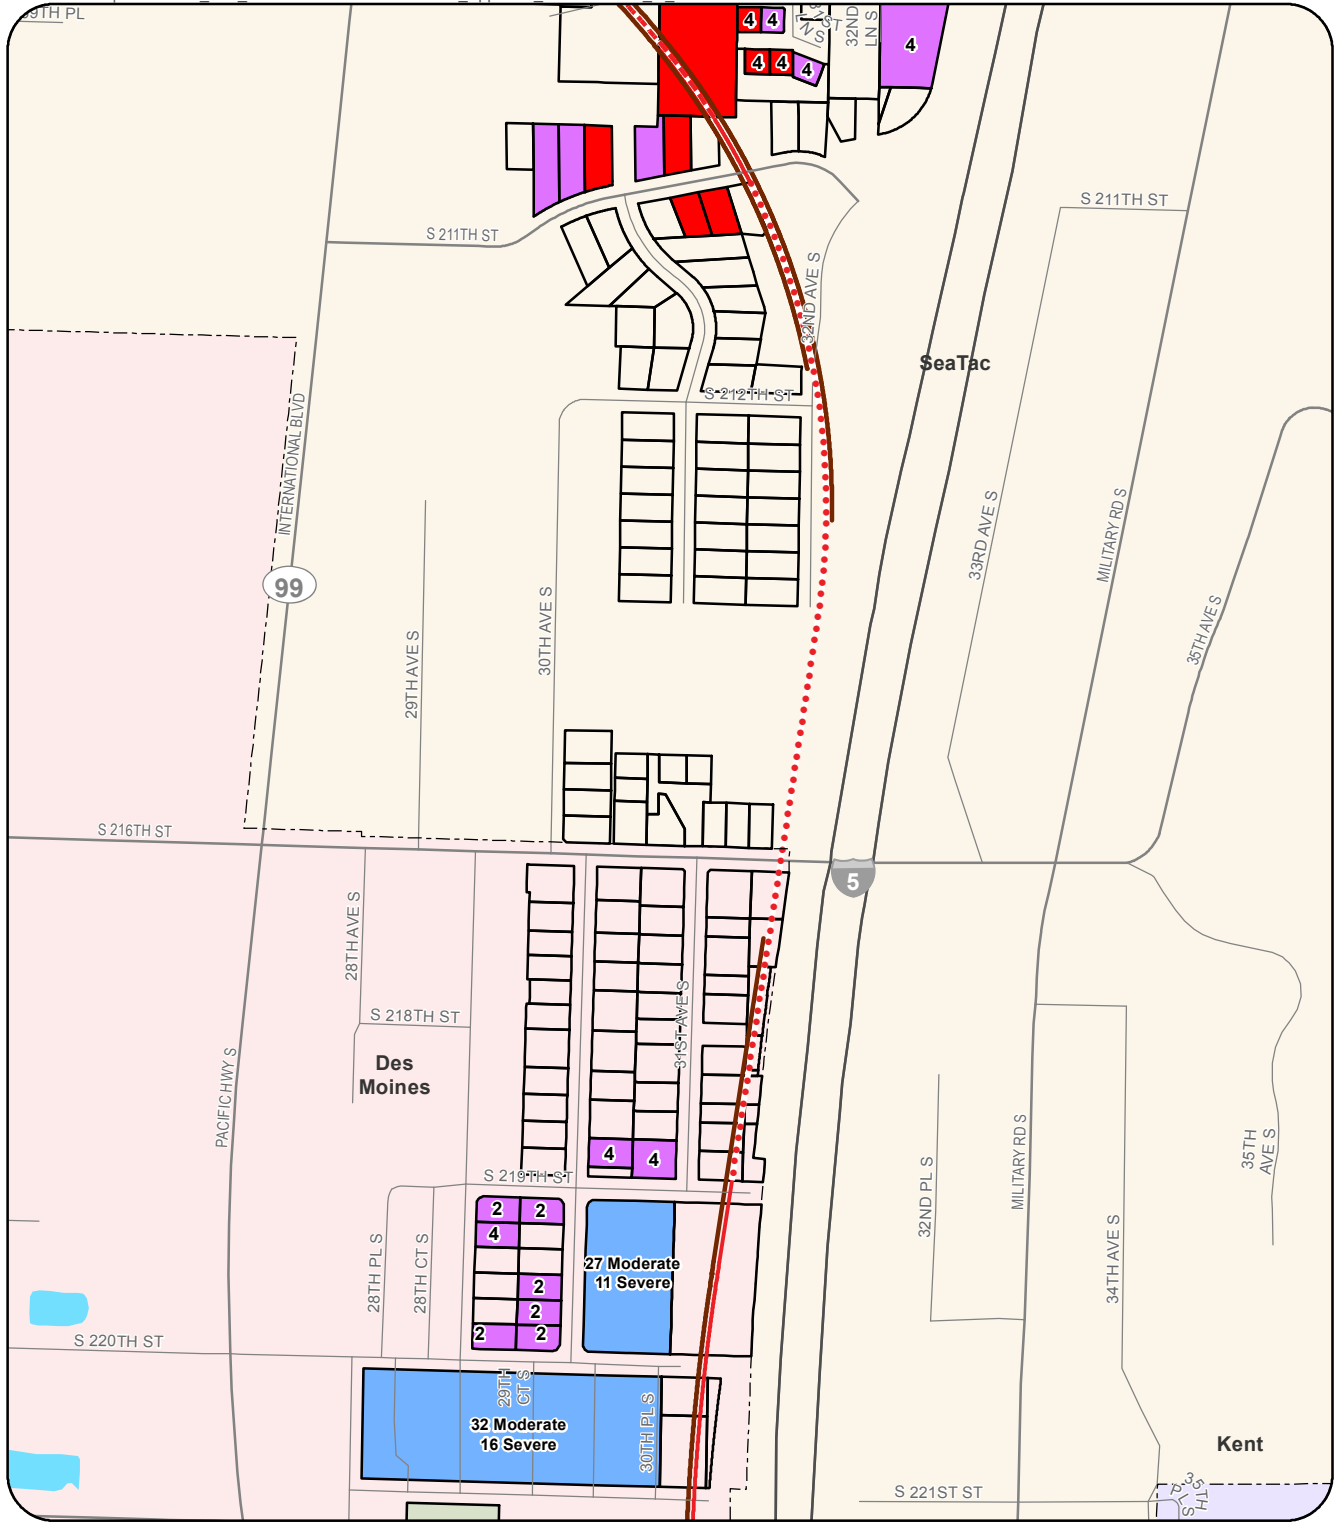 9TH PL
4
4
ST
LN S
32ND
LN S
4
4
4
4
S 211TH ST
S 211TH ST
32ND AVE S
SeaTac
S 212TH ST
INTERNATIONAL BLVD
33RD AVE S
MILITARY RD S
99
30TH AVE S
29TH AVE S
35TH AVE S
S 216TH ST
5
28TH AVE S
31ST AVE S
S 218TH ST
Des
Moines
PACIFIC HWY S
MILITARY RD S
35TH
AVE S
4
4
32ND PL S
S 219TH ST
2
2
4
34TH AVE S
28TH PL S
28TH CT S
27 Moderate
11 Severe
2
2
2
2
S 220TH ST
29TH
CT S
30TH PL S
32 Moderate
16 Severe
Kent
S 221ST ST
35TH
PL S